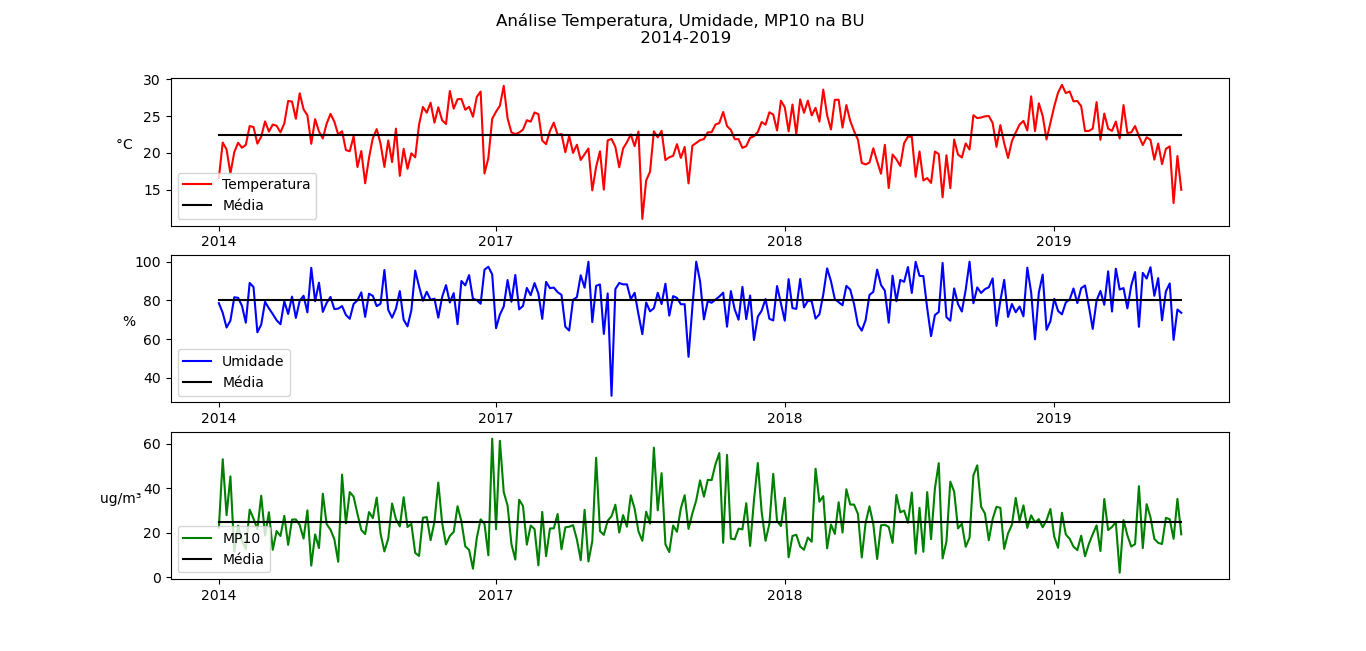 Análise Temperatura, Umidade, MP10 na BU
2014-2019
30
25
20
15
°C
Temperatura
Média
2014 2017 2018 2019
100
80
60
40
%
Umidade
Média
2014 2017 2018 2019
60
40
20
0
ug/m³
MP10
Média
2014 2017 2018 2019